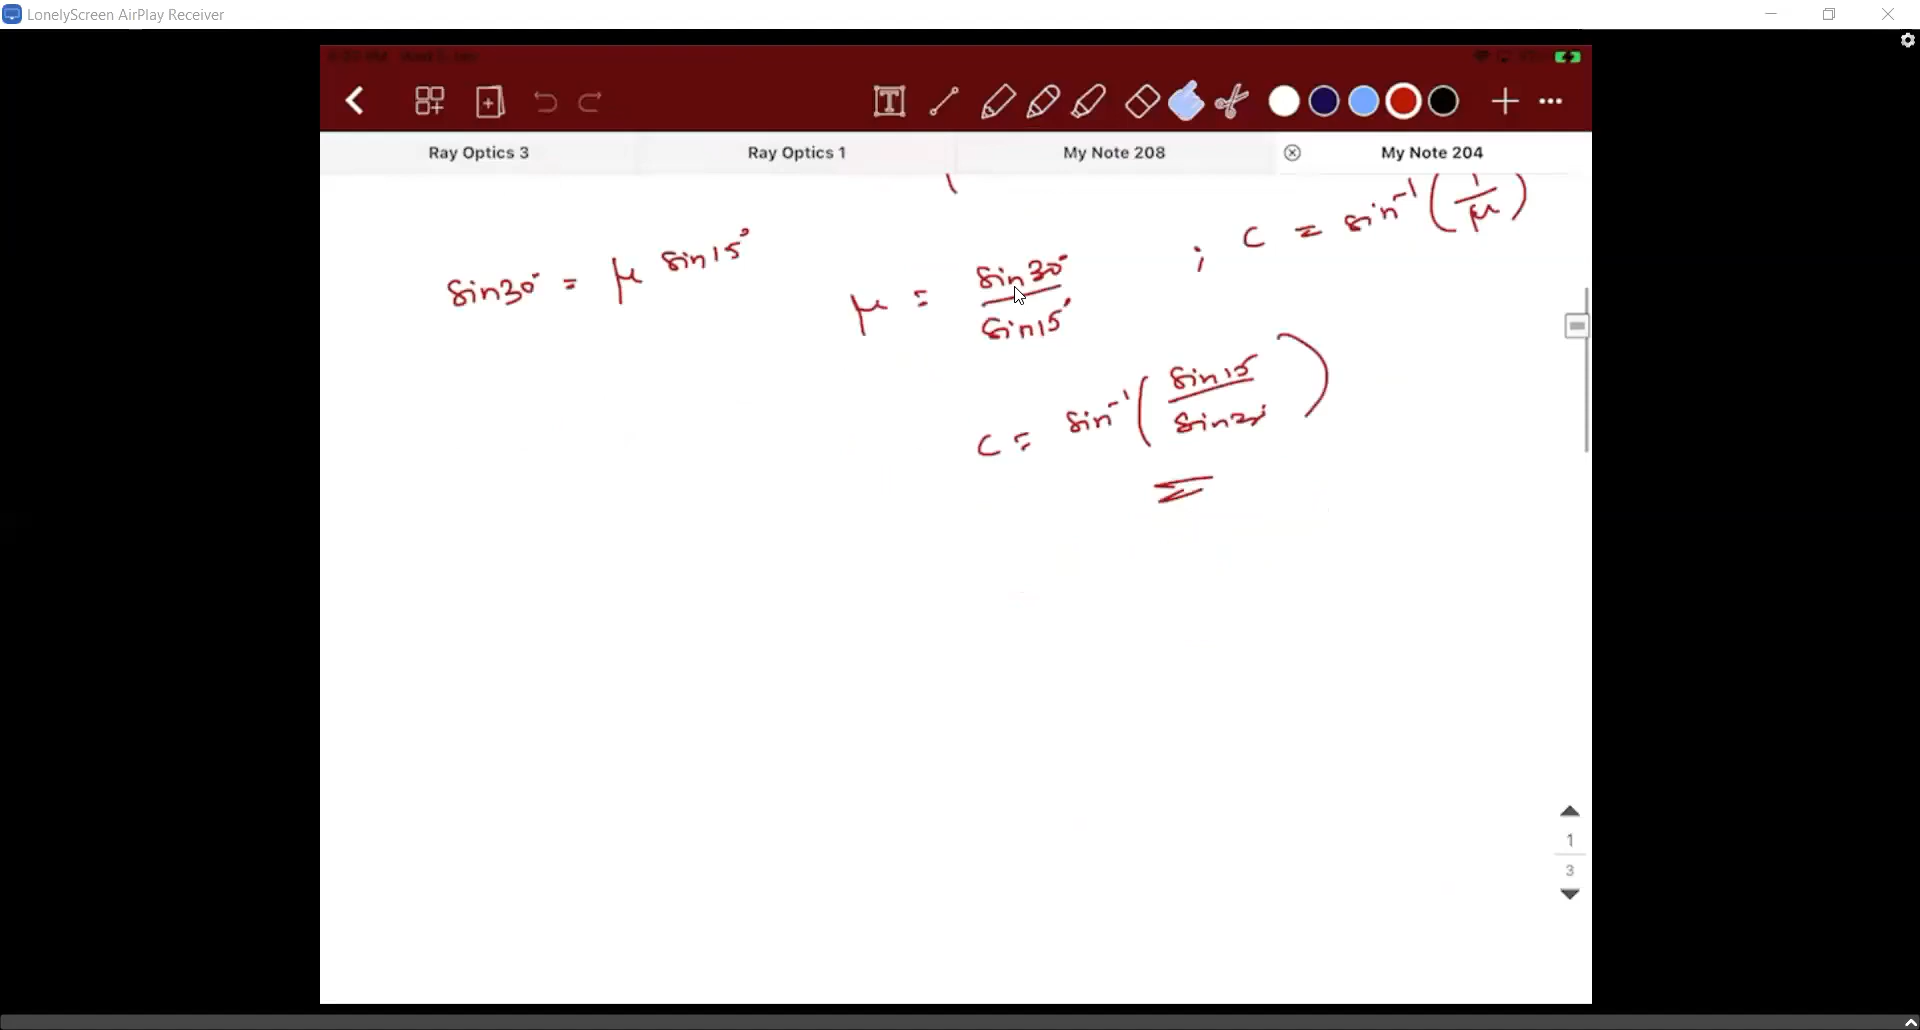 LonelyScreen AirPlay Receiver
Ray Optics 3
Ray Optics 1
My Note 208
My Note 204
C = sin⁻¹(1/μ)
sin30° = μ sin15°
μ = sin30°/sin15°
;
C = sin⁻¹(sin15/sin30)
1
3